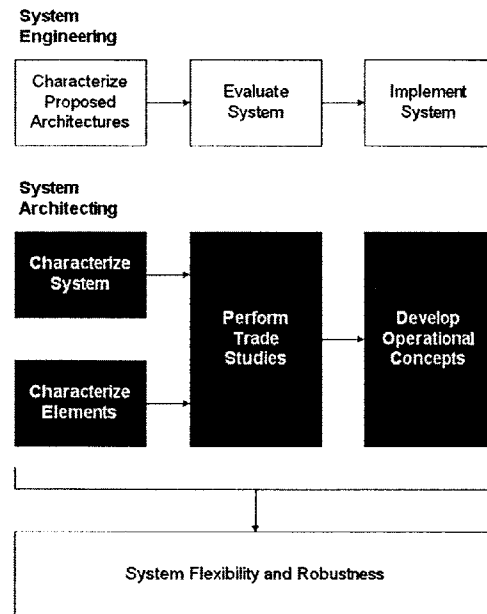 System
Engineering
Characterize
Proposed
Architectures
Evaluate
System
Implement
System
System
Architecting
Characterize
System
Perform
Trade
Studies
Develop
Operational
Concepts
Characterize
Elements
System Flexibility and Robustness